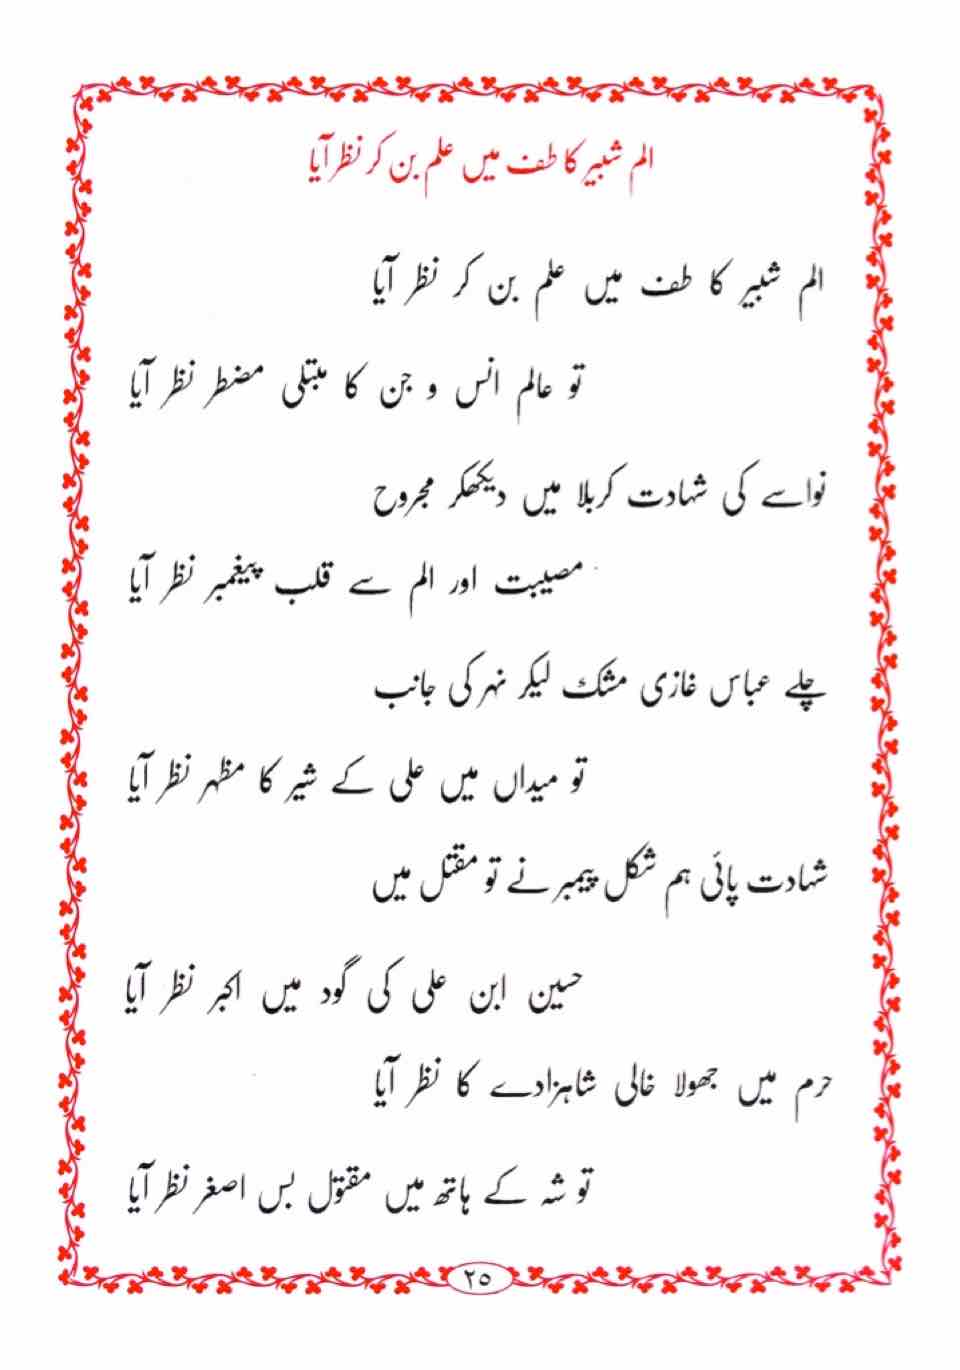 الم شبیر کا طف میں علم بن کر نظر آیا
الم شبیر کا طف میں علم بن کر نظر آیا
تو عالم انس و جن کا مبتلی مضطر نظر آیا
نواسے کی شہادت کربلا میں دیکھکر مجروح
مصیبت اور الم سے قلب پیغمبر نظر آیا
چلے عباس غازی مشک لیکر نہر کی جانب
تو میداں میں علی کے شیر کا مظہر نظر آیا
شہادت پائی ہم شکل پیمبر نے تو مقتل میں
حسین ابن علی کی گود میں اکبر نظر آیا
حرم میں جھولا خالی شاہزادے کا نظر آیا
تو شہ کے ہاتھ میں مقتول بس اصغر نظر آیا
۲۵